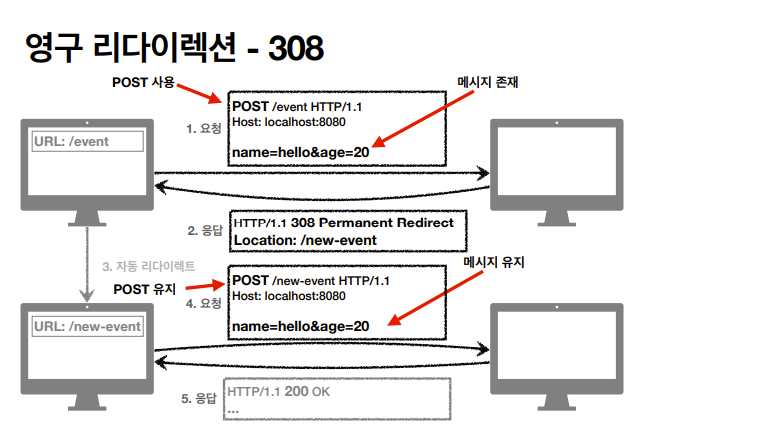 영구 리다이렉션 - 308
POST 사용
메시지 존재
URL: /event
1. 요청
POST /event HTTP/1.1
Host: localhost:8080
name=hello&age=20
2. 응답
HTTP/1.1 308 Permanent Redirect
Location: /new-event
3. 자동 리다이렉트
POST 유지
메시지 유지
URL: /new-event
4. 요청
POST /new-event HTTP/1.1
Host: localhost:8080
name=hello&age=20
5. 응답
HTTP/1.1 200 OK
...